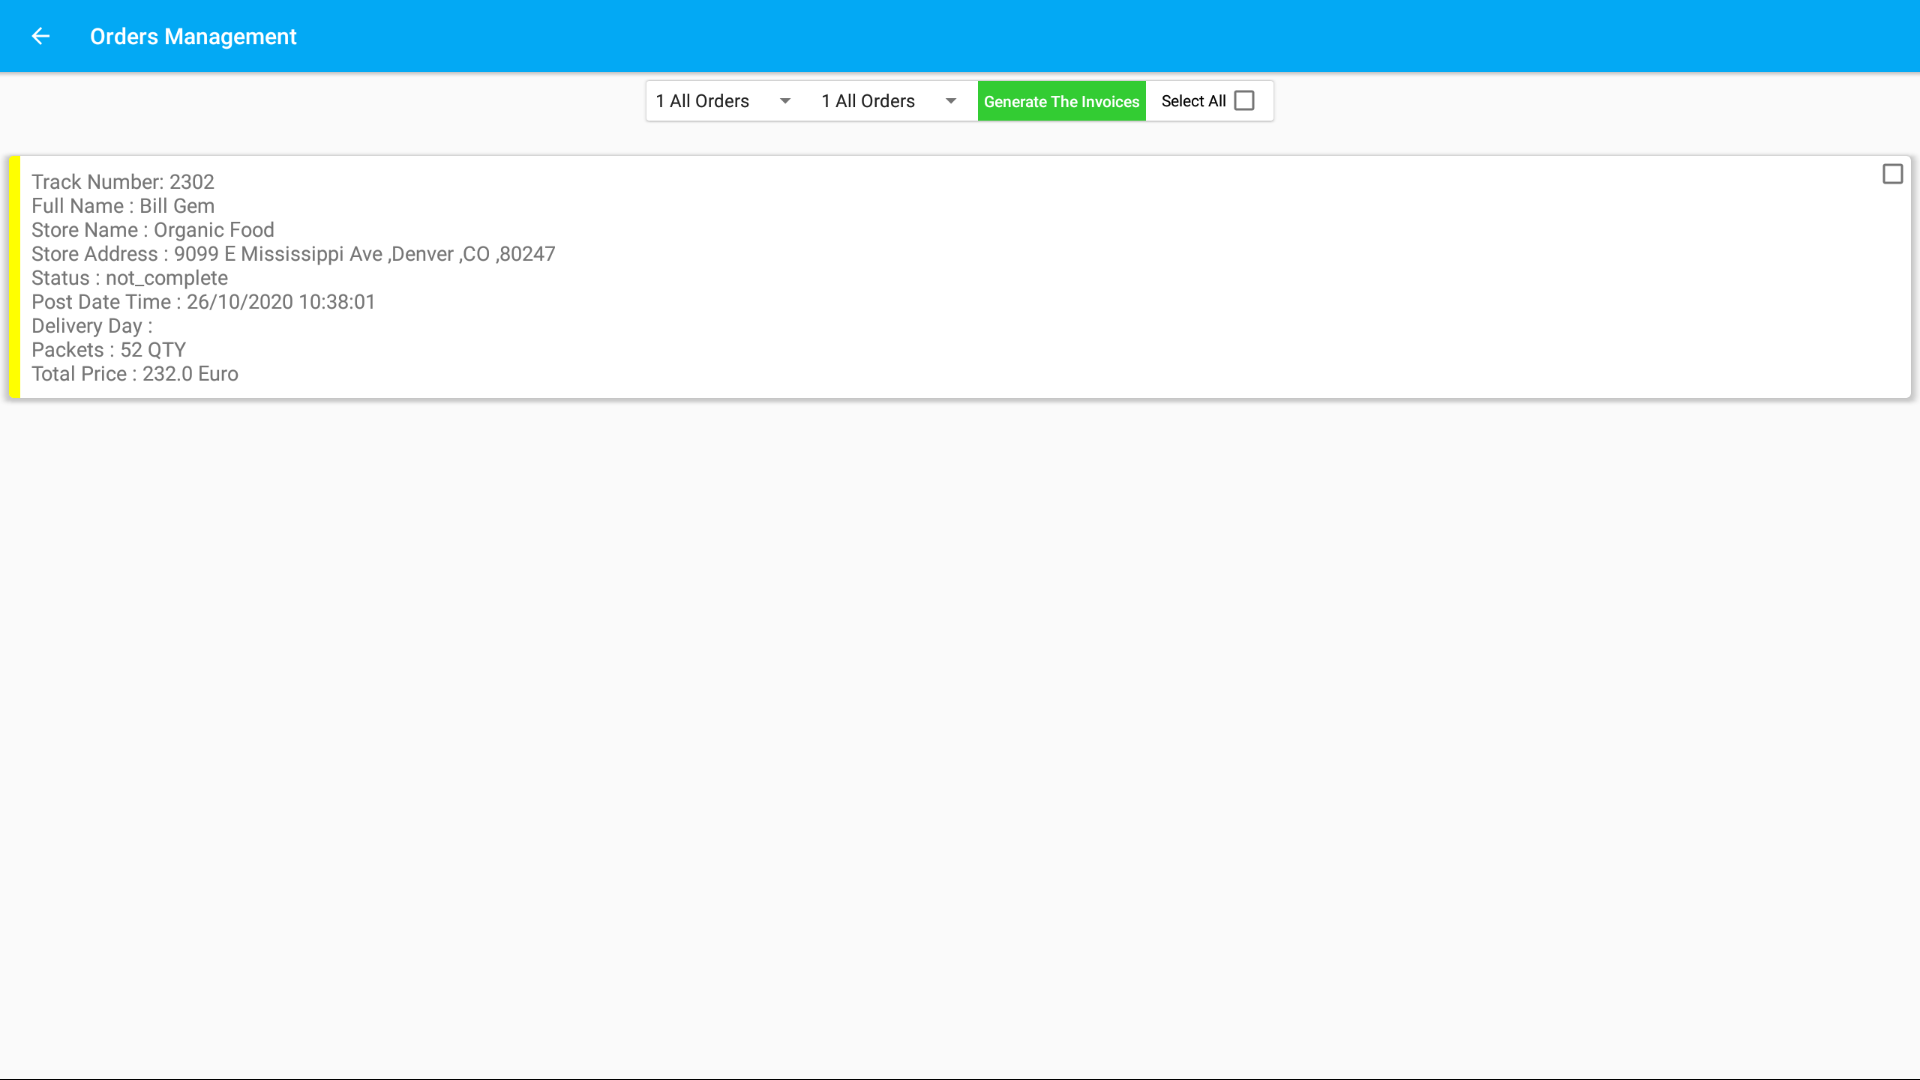 Orders Management
1 All Orders 1 All Orders Generate The Invoices Select All
Track Number: 2302
Full Name : Bill Gem
Store Name : Organic Food
Store Address : 9099 E Mississippi Ave ,Denver ,CO ,80247
Status : not_complete
Post Date Time : 26/10/2020 10:38:01
Delivery Day :
Packets : 52 QTY
Total Price : 232.0 Euro